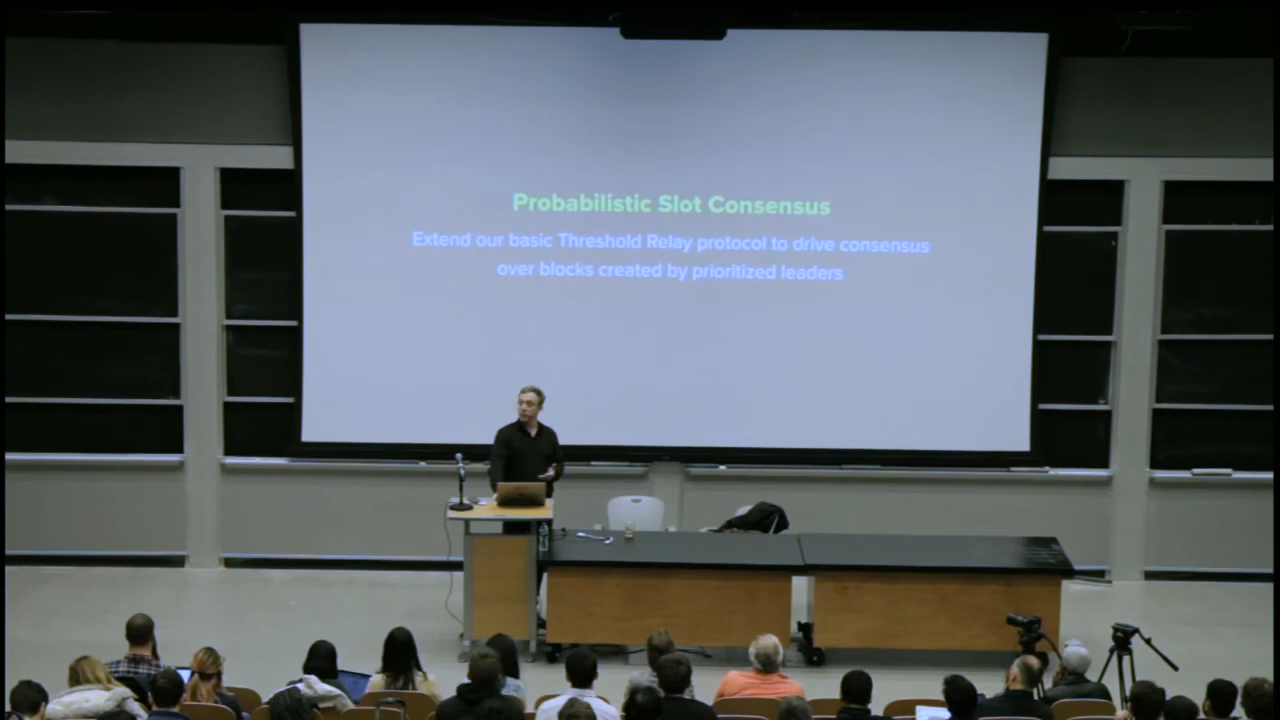 Probabilistic Slot Consensus
Extend our basic Threshold Relay protocol to drive consensus
over blocks created by prioritized leaders